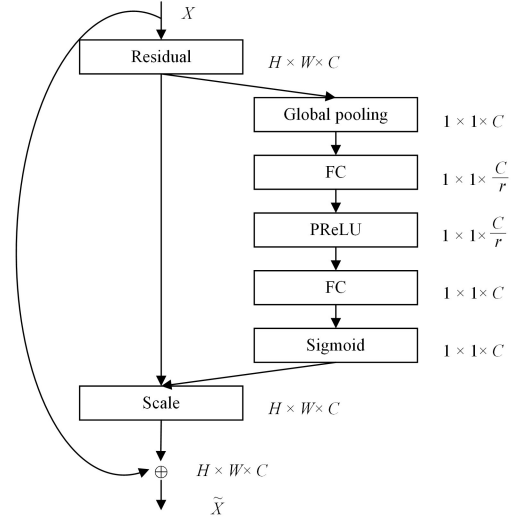 X
Residual
H × W × C
Global pooling
1 × 1 × C
FC
1 × 1 × C/r
PReLU
1 × 1 × C/r
FC
1 × 1 × C
Sigmoid
1 × 1 × C
Scale
H × W × C
⊕ H × W × C
X̃